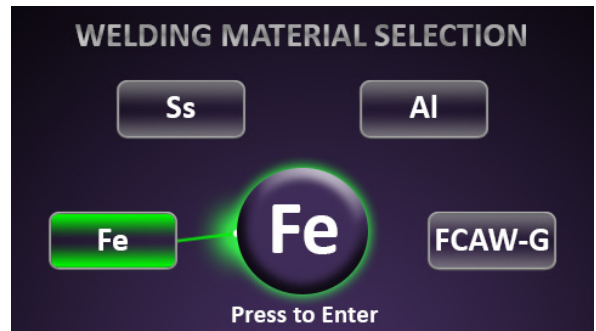 WELDING MATERIAL SELECTION
Ss
Al
Fe
Fe
FCAW-G
Press to Enter